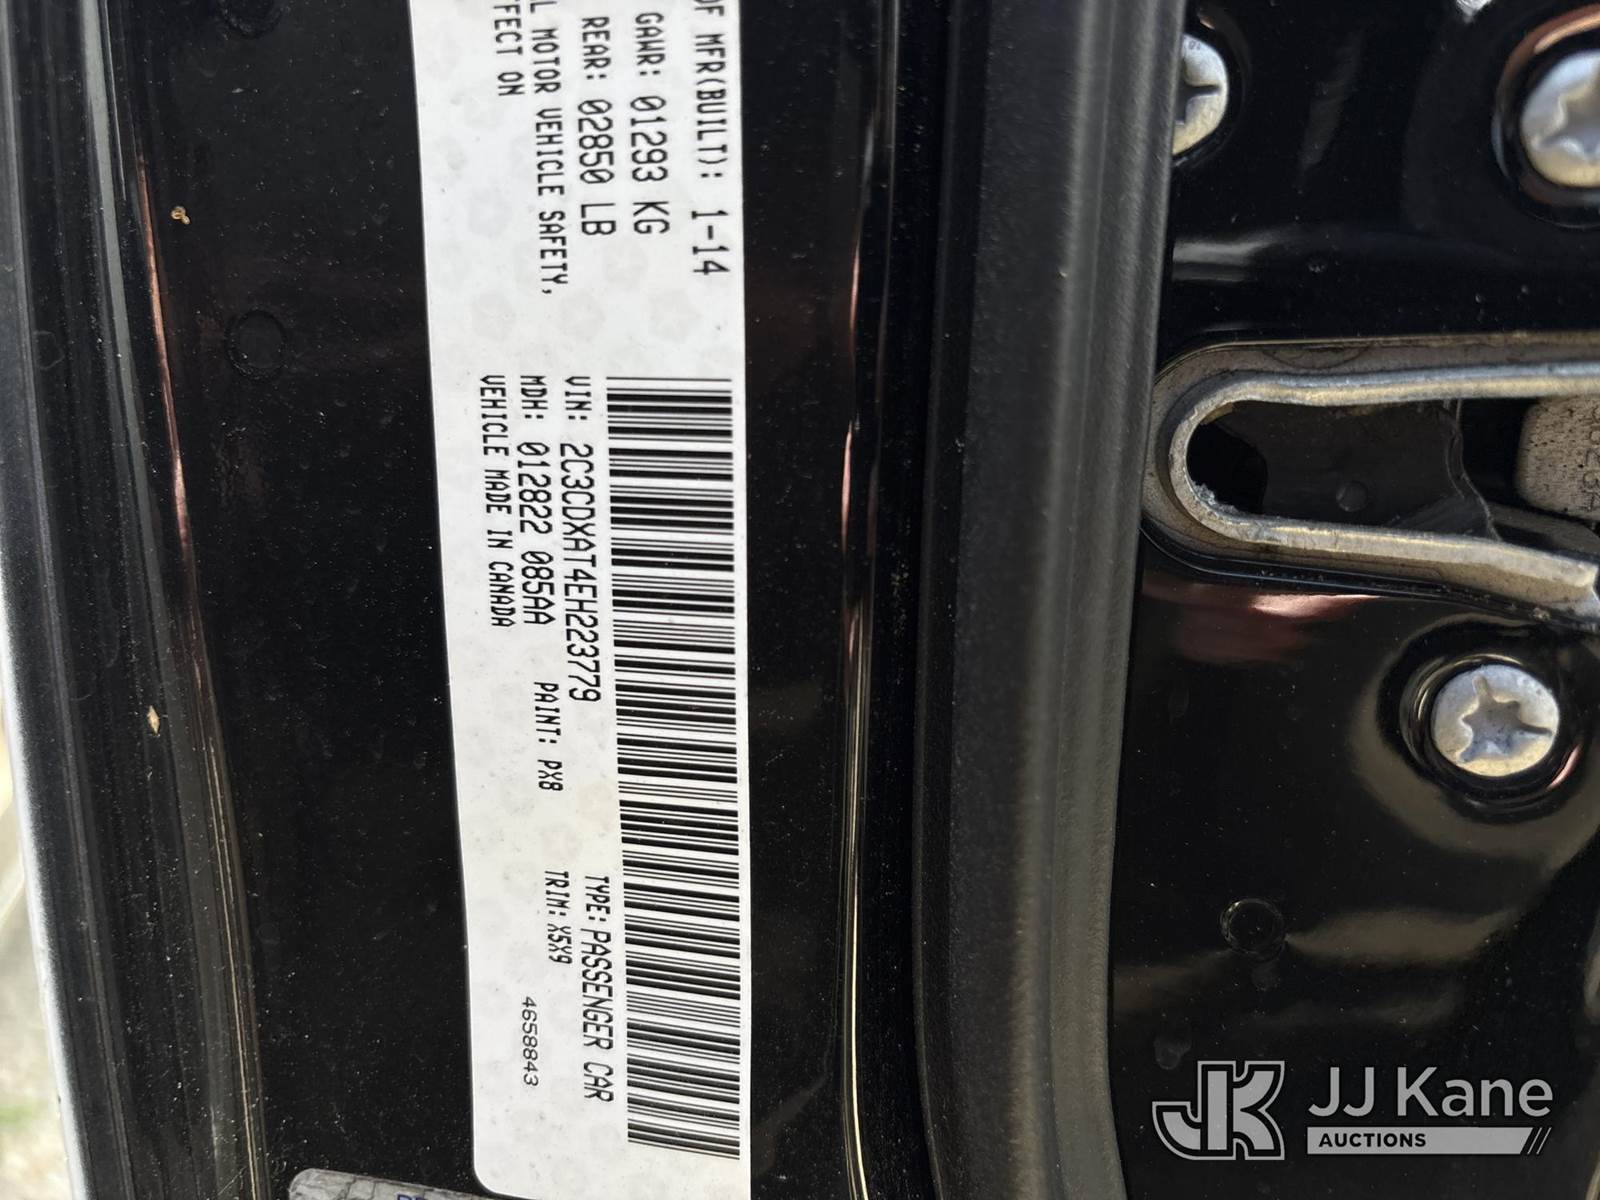 OF MFR(BUILT): 1-14
GAWR: 01293 KG
REAR: 02850 LB
MOTOR VEHICLE SAFETY,
ON
VIN: 2C3CDXAT4EH223779
TYPE: PASSENGER CAR
MDH: 012822 085AA
PAINT: PX8
TRIM: X5X9
VEHICLE MADE IN CANADA
4658843
JK JJ Kane
AUCTIONS